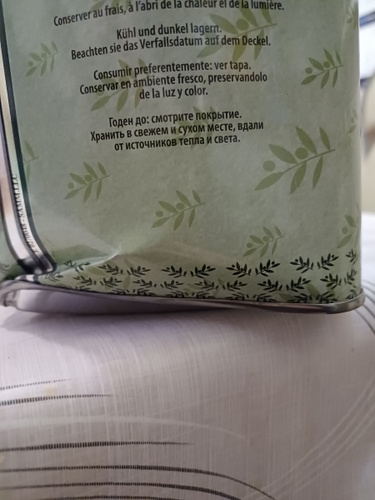 Conserver au frais, à l'abri de la chaleur el de la lumière.
Kühl und dunkel lagern.
Beachten sie das Verfallsdatum auf dem Deckel.
Consumir preferentemente: ver tapa.
Conservar en ambiente fresco, preservandolo
de la luz y calor.
Годен до: смотрите покрытие.
Хранить в свежем и сухом месте, вдали
от источников тепла и света.